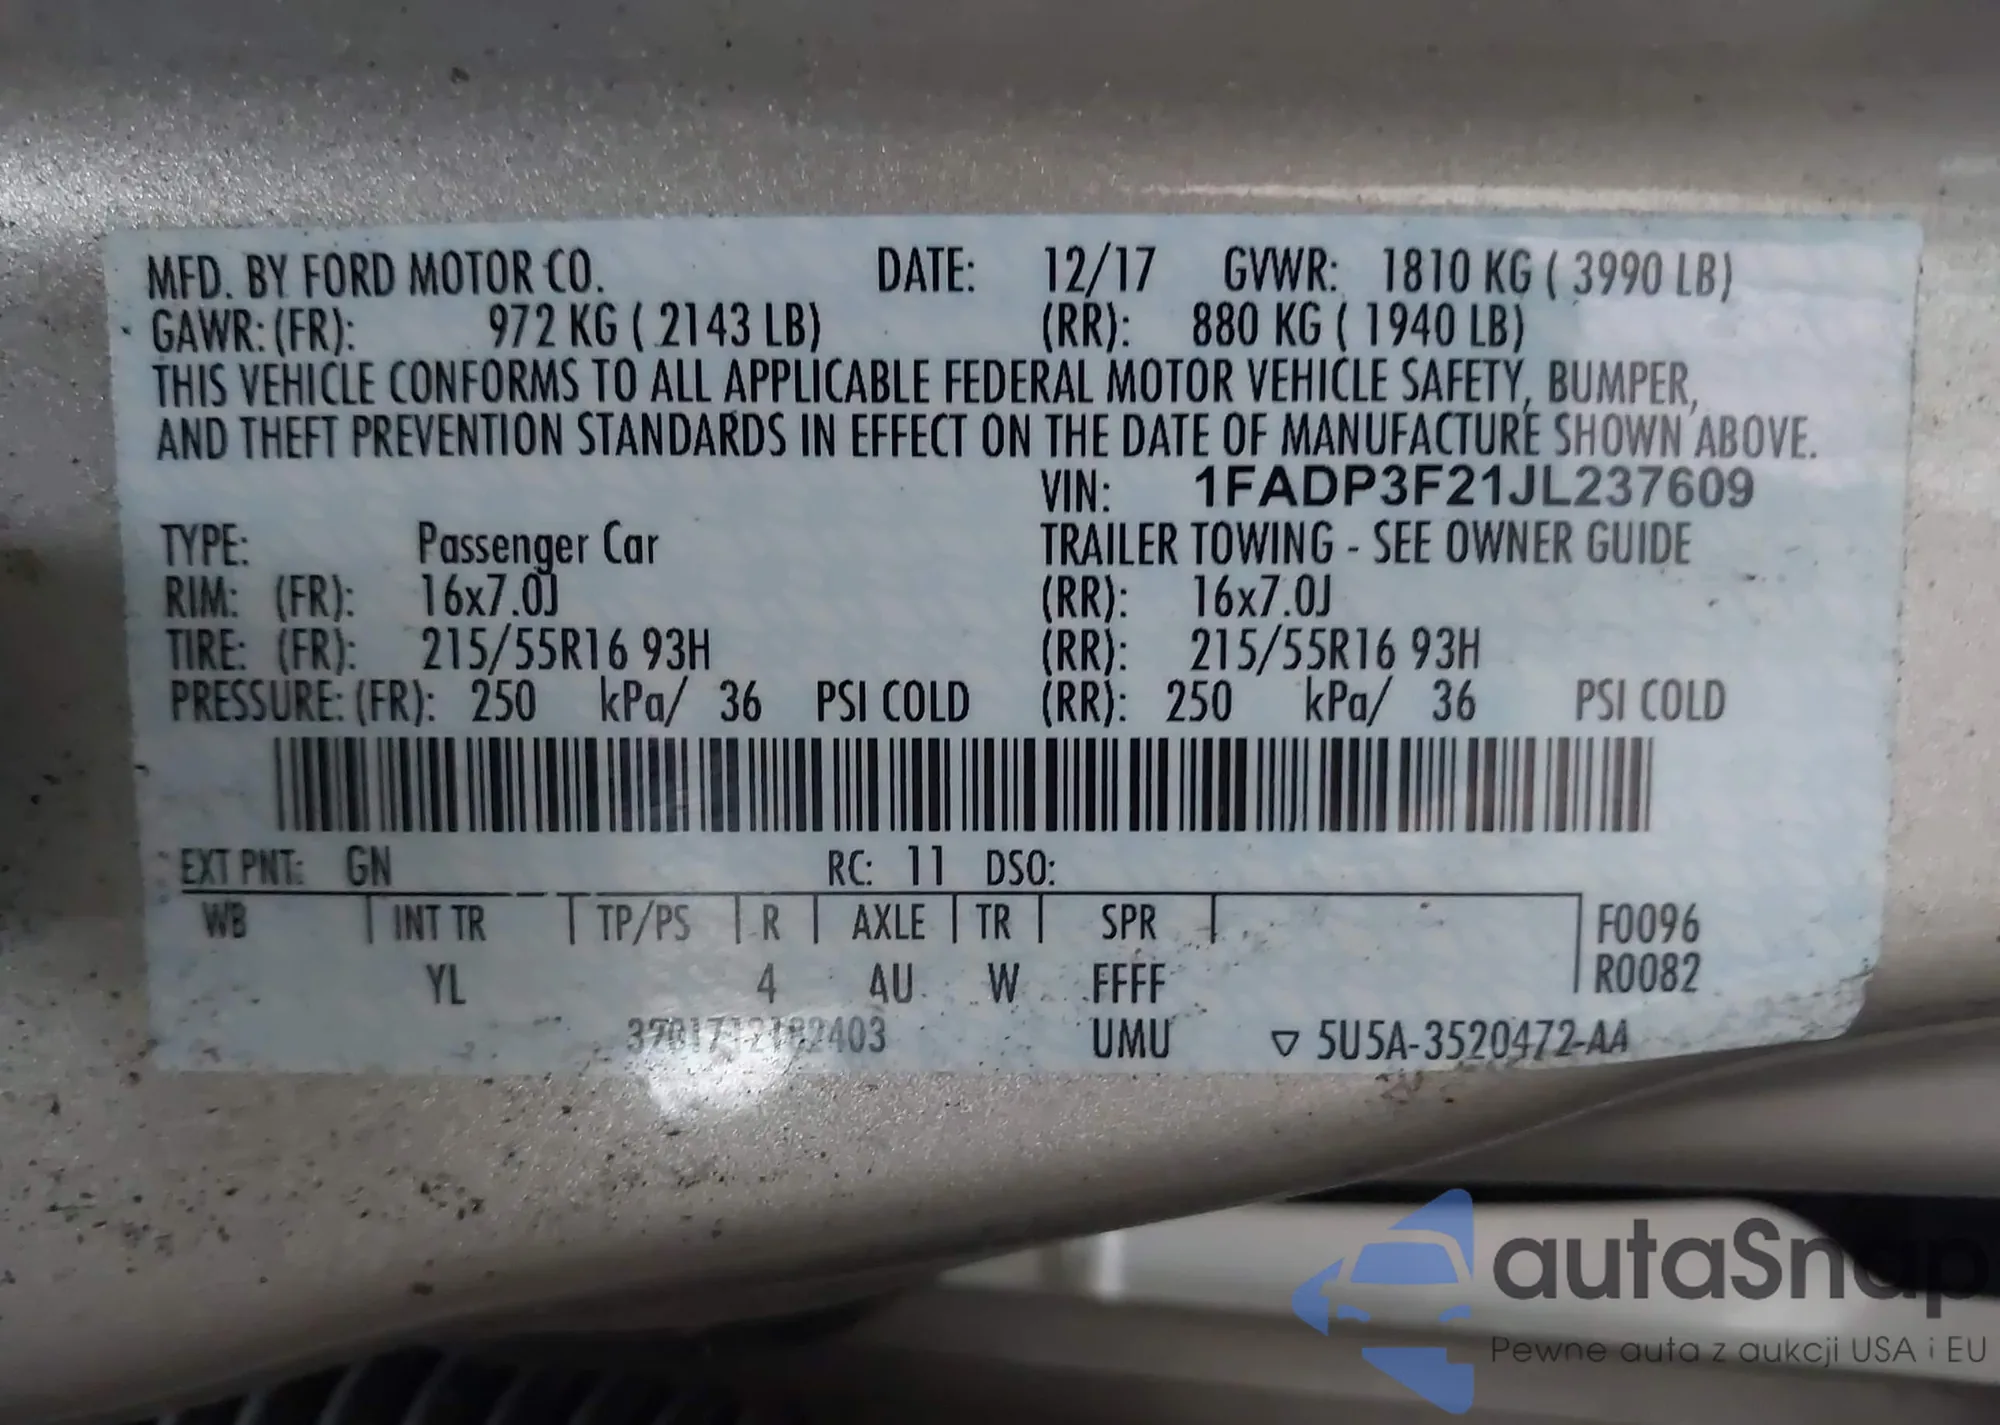 MFD. BY FORD MOTOR CO. DATE: 12/17 GVWR: 1810 KG ( 3990 LB)
GAWR: (FR): 972 KG ( 2143 LB) (RR): 880 KG ( 1940 LB)
THIS VEHICLE CONFORMS TO ALL APPLICABLE FEDERAL MOTOR VEHICLE SAFETY, BUMPER,
AND THEFT PREVENTION STANDARDS IN EFFECT ON THE DATE OF MANUFACTURE SHOWN ABOVE.
VIN: 1FADP3F21JL237609
TYPE: Passenger Car TRAILER TOWING - SEE OWNER GUIDE
RIM: (FR): 16x7.0J (RR): 16x7.0J
TIRE: (FR): 215/55R16 93H (RR): 215/55R16 93H
PRESSURE: (FR): 250 kPa/ 36 PSI COLD (RR): 250 kPa/ 36 PSI COLD
EXT PNT: GN RC: 11 DSO:
WB INT TR TP/PS R AXLE TR SPR F0096
YL 4 AU W FFFF R0082
UMU ▽ 5U5A-3520472-AA
autaSnap
Pewne auta z aukcji USA i EU